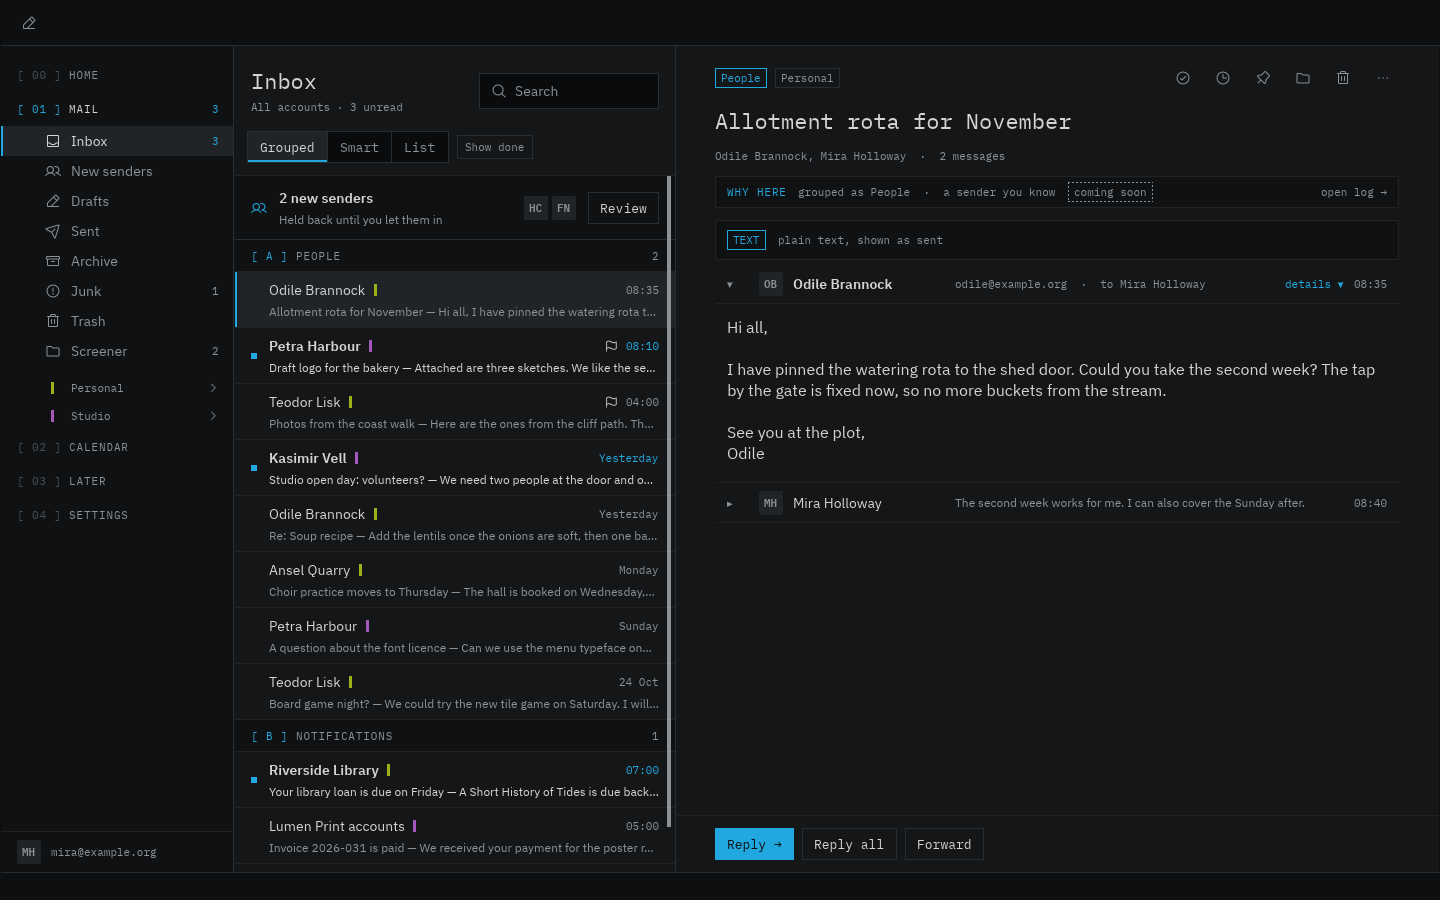 [ 00 ] HOME
[ 01 ] MAIL 3
Inbox 3
New senders
Drafts
Sent
Archive
Junk 1
Trash
Screener 2
Personal
Studio
[ 02 ] CALENDAR
[ 03 ] LATER
[ 04 ] SETTINGS
MH mira@example.org
Inbox
All accounts · 3 unread
Search
Grouped Smart List Show done
2 new senders
Held back until you let them in
HC FN Review
[ A ] PEOPLE 2
Odile Brannock 08:35
Allotment rota for November — Hi all, I have pinned the watering rota t…
Petra Harbour 08:10
Draft logo for the bakery — Attached are three sketches. We like the se…
Teodor Lisk 04:00
Photos from the coast walk — Here are the ones from the cliff path. Th…
Kasimir Vell Yesterday
Studio open day: volunteers? — We need two people at the door and o…
Odile Brannock Yesterday
Re: Soup recipe — Add the lentils once the onions are soft, then one ba…
Ansel Quarry Monday
Choir practice moves to Thursday — The hall is booked on Wednesday,…
Petra Harbour Sunday
A question about the font licence — Can we use the menu typeface on…
Teodor Lisk 24 Oct
Board game night? — We could try the new tile game on Saturday. I will…
[ B ] NOTIFICATIONS 1
Riverside Library 07:00
Your library loan is due on Friday — A Short History of Tides is due back…
Lumen Print accounts 05:00
Invoice 2026-031 is paid — We received your payment for the poster r…
People Personal
Allotment rota for November
Odile Brannock, Mira Holloway · 2 messages
WHY HERE grouped as People · a sender you know coming soon open log →
TEXT plain text, shown as sent
▾ OB Odile Brannock odile@example.org · to Mira Holloway details ▾ 08:35
Hi all,
I have pinned the watering rota to the shed door. Could you take the second week? The tap
by the gate is fixed now, so no more buckets from the stream.
See you at the plot,
Odile
▸ MH Mira Holloway The second week works for me. I can also cover the Sunday after. 08:40
Reply → Reply all Forward